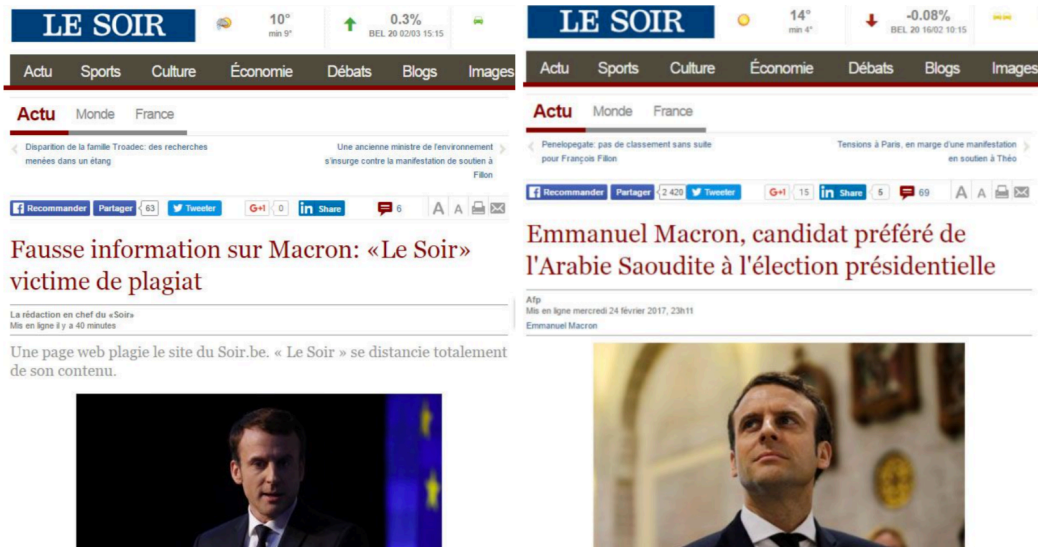 LE SOIR
10°
min 9°
0.3%
BEL 20 02/03 15:15
Actu Sports Culture Économie Débats Blogs Images
Actu Monde France
Disparition de la famille Troadec: des recherches
menées dans un étang
Une ancienne ministre de l'environnement
s'insurge contre la manifestation de soutien à
Fillon
Recommander Partager 63 Tweeter G+1 0 in Share 6 A A
Fausse information sur Macron: «Le Soir»
victime de plagiat
La rédaction en chef du «Soir»
Mis en ligne il y a 40 minutes
Une page web plagie le site du Soir.be. « Le Soir » se distancie totalement
de son contenu.
LE SOIR
14°
min 4°
-0.08%
BEL 20 16/02 10:15
Actu Sports Culture Économie Débats Blogs Images
Actu Monde France
Penelopegate: pas de classement sans suite
pour François Fillon
Tensions à Paris, en marge d'une manifestation
en soutien à Théo
Recommander Partager 2 420 Tweeter G+1 15 in Share 6 69 A A
Emmanuel Macron, candidat préféré de
l'Arabie Saoudite à l'élection présidentielle
Afp
Mis en ligne mercredi 24 février 2017, 23h11
Emmanuel Macron